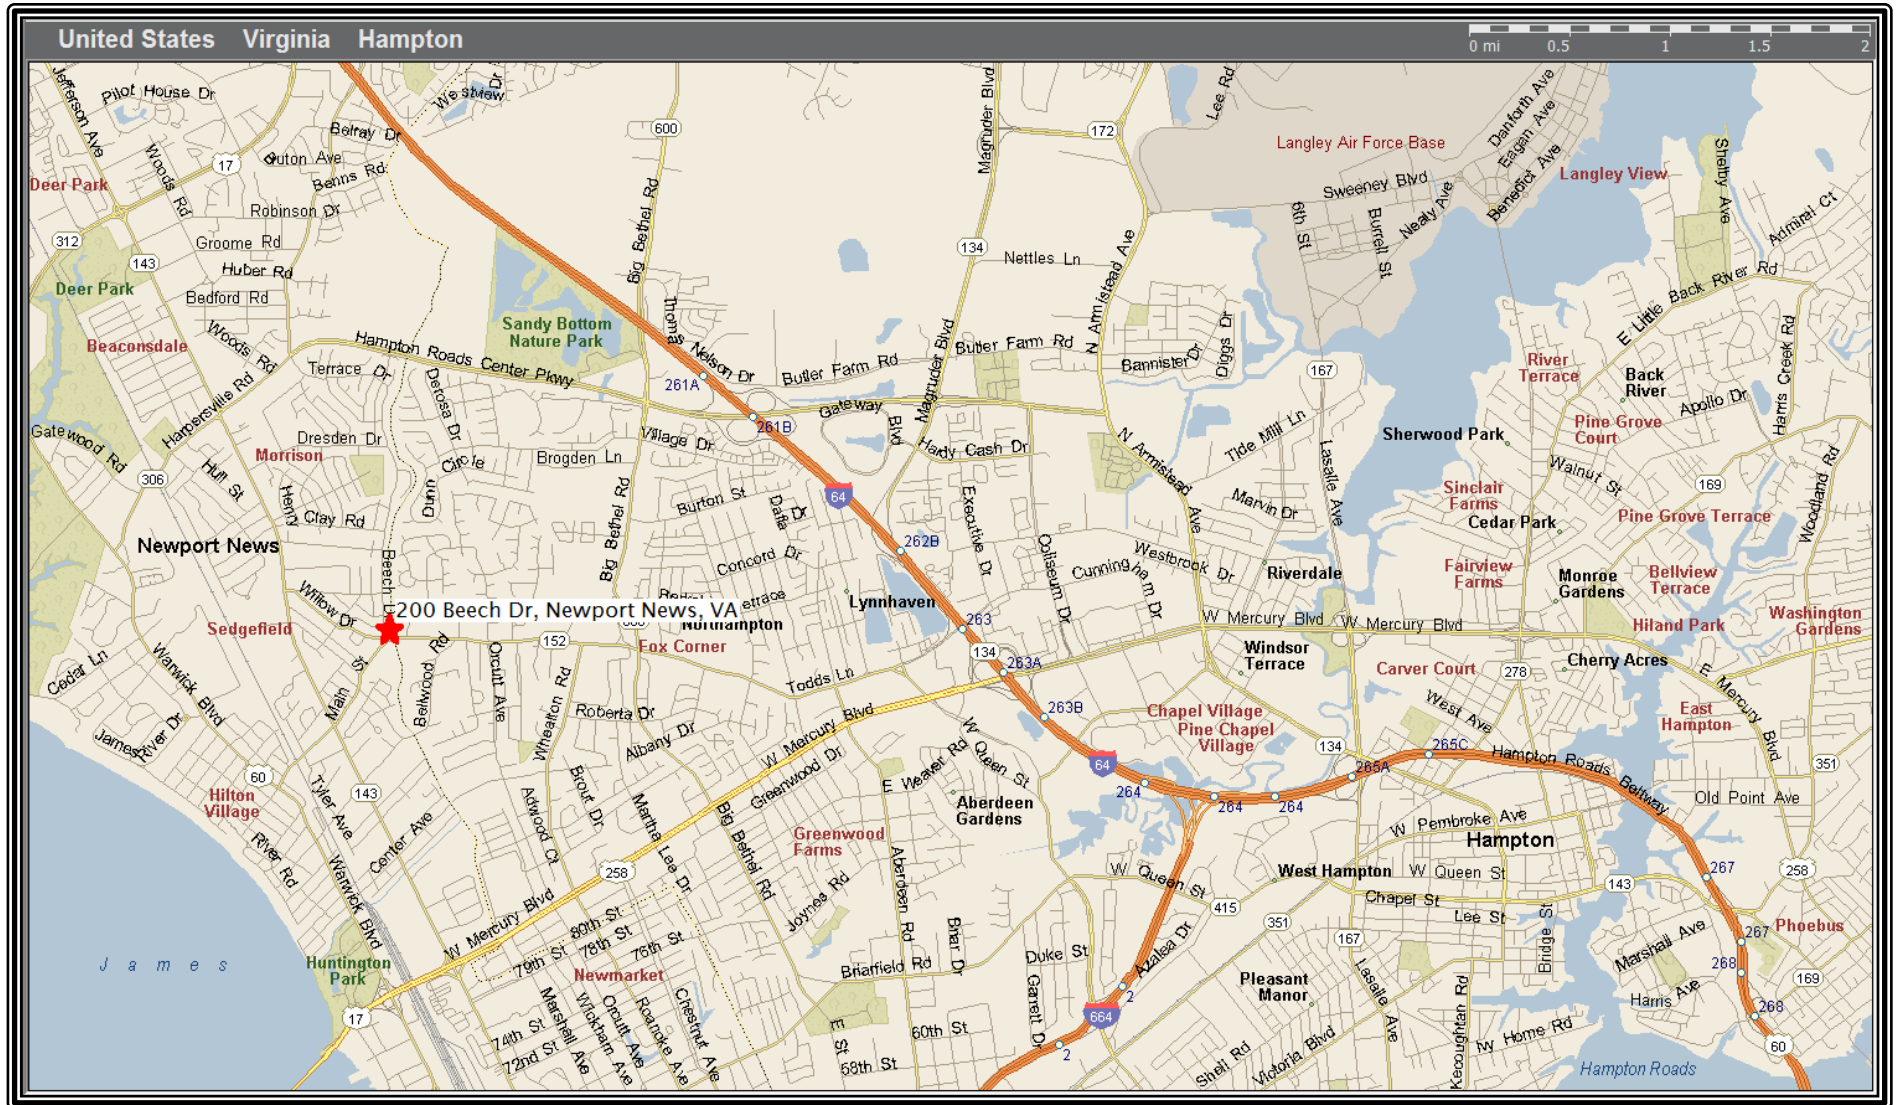 United States Virginia Hampton
0 mi 0.5 1 1.5 2
Jefferson Ave
Pilot House Dr
Westview Dr
Belray Dr
600
Magruder Blvd
172
Lee Rd
Langley Air Force Base
Danforth Ave
Eagan Ave
Benedict Ave
17
Benns Rd
Woods Rd
Deer Park
Langley View
Shelby Ave
Sweeney Blvd
Nealy Ave
Robinson Dr
Big Bethel Rd
6th St
Burrell St
Admiral Ct
312
Groome Rd
134
N Armistead Ave
143
Huber Rd
Nettles Ln
Back River Rd
E Little
Deer Park
Bedford Rd
Sandy Bottom
Nature Park
Thomas Nelson Dr
Beaconsdale
Woods Rd
Hampton Roads Center Pkwy
Magruder Blvd
Butler Farm Rd
Butler Farm Rd
Bannister Dr
Diggs Dr
167
River
Terrace
Back
River
Harris Creek Rd
Terrace Dr
Derosa Dr
261A
Harpersville Rd
Gateway Blvd
Apollo Dr
Pine Grove
Court
261B
Village Dr
Gatewood Rd
Dresden Dr
Morrison
Hardy Cash Dr
N Armistead Ave
Tide Mill Ln
Lasalle Ave
Sherwood Park
Woodland Rd
Circle
Brogden Ln
306
Hull St
Walnut St
169
Henry
Clay Rd
Dunn
Burton St
Dafia Dr
64
Executive Dr
Marvin Dr
Sinclair
Farms
Cedar Park
Pine Grove Terrace
Newport News
Beech Dr
Big Bethel Rd
Concord Dr
262B
Coliseum Dr
Westbrook Dr
Cunningham Dr
Riverdale
Fairview
Farms
Monroe
Gardens
Bellview
Terrace
Willow Dr
200 Beech Dr, Newport News, VA
Lynnhaven
Northampton
263
W Mercury Blvd
W Mercury Blvd
Hiland Park
Washington
Gardens
Sedgefield
152
Fox Corner
134
263A
Windsor
Terrace
Carver Court
278
Cherry Acres
Cedar Ln
Warwick Blvd
Main St
Bellwood Rd
Orcutt Ave
Wheaton Rd
Todds Ln
E Mercury Blvd
James River Dr
Roberta Dr
Albany Dr
W Mercury Blvd
263B
W Queen St
Chapel Village
Pine Chapel
Village
West Ave
East
Hampton
60
Greenwood Dr
64
134
265C
Hampton Roads Beltway
265A
351
Hilton
Village
Tyler Ave
143
Brout Dr
Adwood Ct
E Weaver Rd
Aberdeen
Gardens
264
264
264
Old Point Ave
River Rd
Center Ave
Martha Lee Dr
Big Bethel Rd
Greenwood
Farms
W Pembroke Ave
Hampton
Warwick Blvd
258
Joynes Rd
Aberdeen Rd
W Queen St
West Hampton
W Queen St
267
258
143
Chapel St
Lee St
415
351
W Mercury Blvd
80th St
79th St
78th St
76th St
Briar Dr
Azalea Dr
167
Bridge St
Marshall Ave
267
Phoebus
Huntington
Park
Newmarket
Briarfield Rd
Duke St
Pleasant
Manor
268
169
James
Marshall Ave
Wickham Ave
Orcutt Ave
Roanoke Ave
Chestnut Ave
Garrett Dr
2
Lasalle Ave
Kecoughtan Rd
Harris Ave
268
17
74th St
72nd St
E St
60th St
58th St
664
2
Shell Rd
Victoria Blvd
Home Rd
60
Hampton Roads